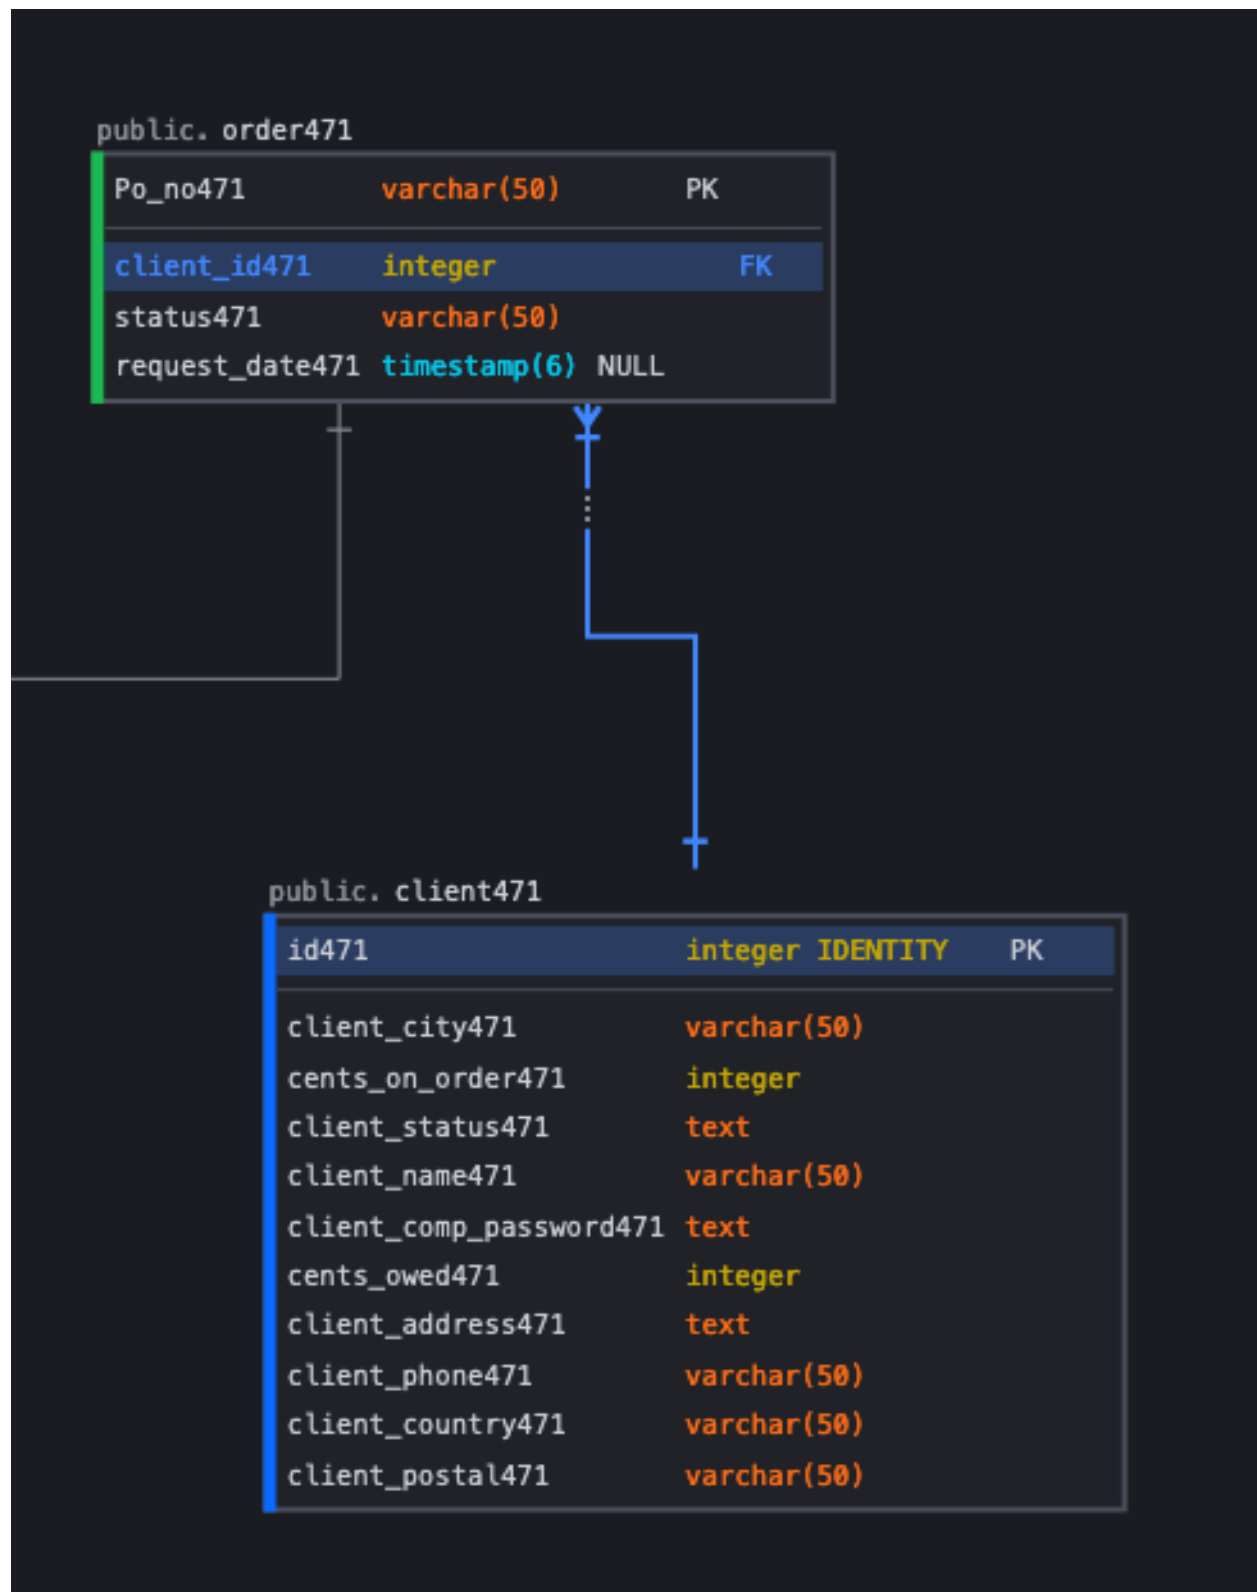 public. order471
Po_no471 varchar(50) PK
client_id471 integer FK
status471 varchar(50)
request_date471 timestamp(6) NULL
public. client471
id471 integer IDENTITY PK
client_city471 varchar(50)
cents_on_order471 integer
client_status471 text
client_name471 varchar(50)
client_comp_password471 text
cents_owed471 integer
client_address471 text
client_phone471 varchar(50)
client_country471 varchar(50)
client_postal471 varchar(50)